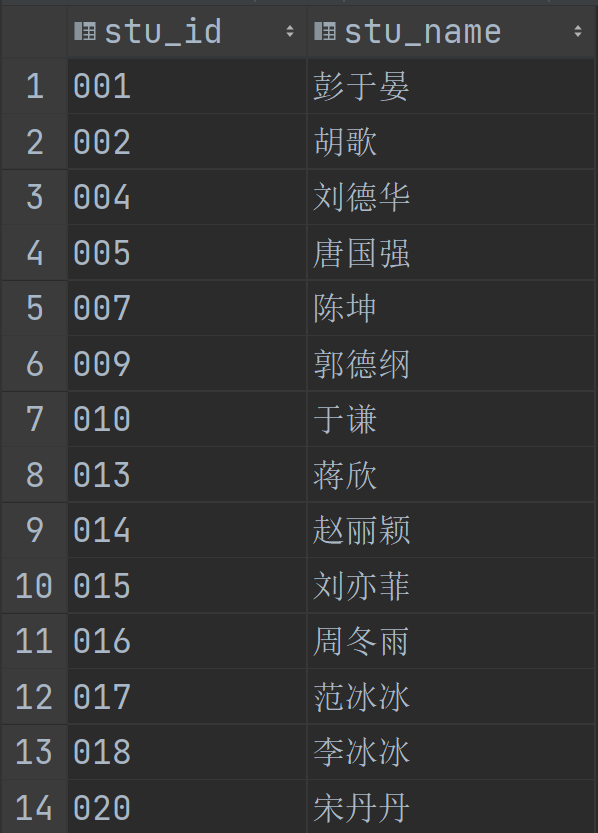 stu_id stu_name
1 001 彭于晏
2 002 胡歌
3 004 刘德华
4 005 唐国强
5 007 陈坤
6 009 郭德纲
7 010 于谦
8 013 蒋欣
9 014 赵丽颖
10 015 刘亦菲
11 016 周冬雨
12 017 范冰冰
13 018 李冰冰
14 020 宋丹丹